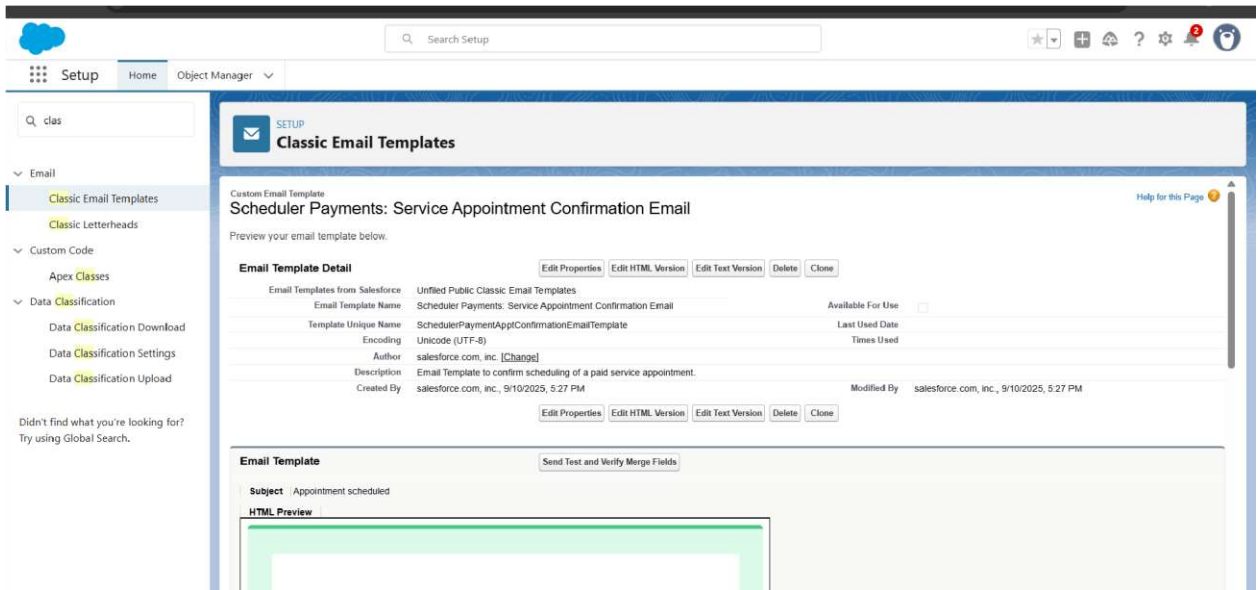 Search Setup
2
Setup
Home
Object Manager
clas
Email
Classic Email Templates
Classic Letterheads
Custom Code
Apex Classes
Data Classification
Data Classification Download
Data Classification Settings
Data Classification Upload
Didn't find what you're looking for?
Try using Global Search.
SETUP
Classic Email Templates
Custom Email Template
Scheduler Payments: Service Appointment Confirmation Email
Help for this Page
Preview your email template below.
Email Template Detail
Edit Properties Edit HTML Version Edit Text Version Delete Clone
Email Templates from Salesforce Unfiled Public Classic Email Templates
Email Template Name Scheduler Payments: Service Appointment Confirmation Email Available For Use
Template Unique Name SchedulerPaymentApptConfirmationEmailTemplate Last Used Date
Encoding Unicode (UTF-8) Times Used
Author salesforce.com, inc. [Change]
Description Email Template to confirm scheduling of a paid service appointment.
Created By salesforce.com, inc., 9/10/2025, 5:27 PM Modified By salesforce.com, inc., 9/10/2025, 5:27 PM
Edit Properties Edit HTML Version Edit Text Version Delete Clone
Email Template
Send Test and Verify Merge Fields
Subject Appointment scheduled
HTML Preview